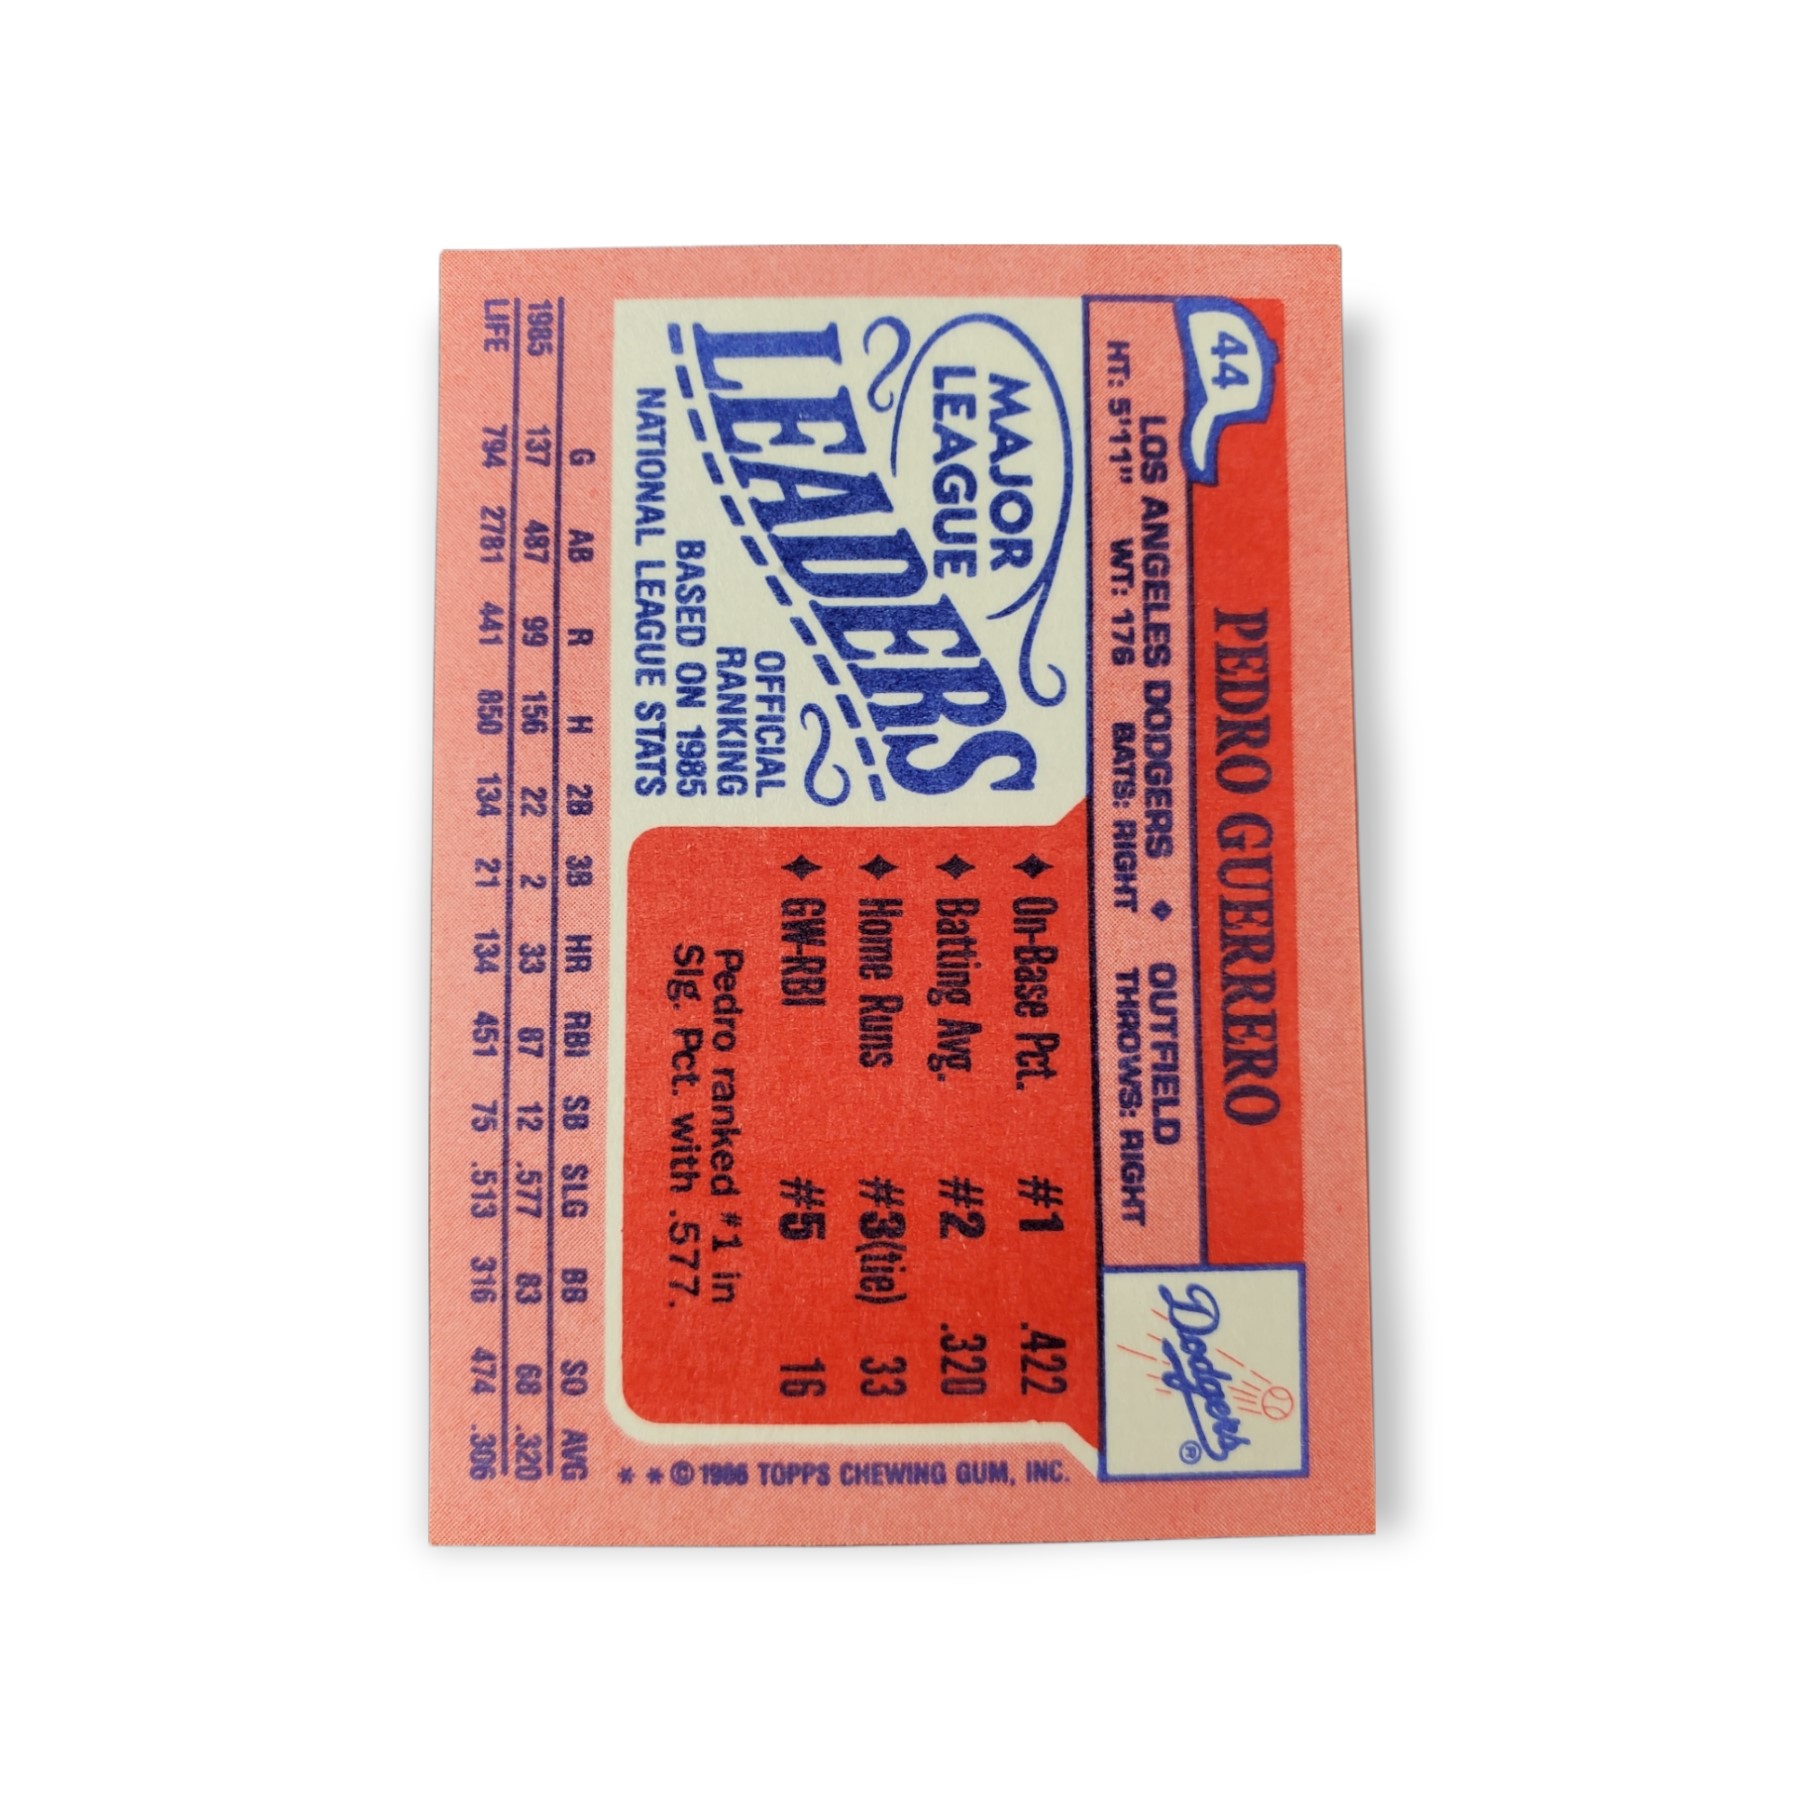 44
PEDRO GUERRERO
LOS ANGELES DODGERS ♦ OUTFIELD
HT: 5'11" WT: 176 BATS: RIGHT THROWS: RIGHT
Dodgers ®
MAJOR
LEAGUE
LEADERS
OFFICIAL
RANKING
BASED ON 1985
NATIONAL LEAGUE STATS
♦ On-Base Pct. #1 .422
♦ Batting Avg. #2 .320
♦ Home Runs #3(tie) 33
♦ GW-RBI #5 16
Pedro ranked #1 in
Slg. Pct. with .577.
* * © 1986 TOPPS CHEWING GUM, INC.
G AB R H 2B 3B HR RBI SB SLG BB SO AVG
1985 137 487 99 156 22 2 33 87 12 .577 83 68 .320
LIFE 794 2781 441 850 134 21 134 451 75 .513 316 474 .306